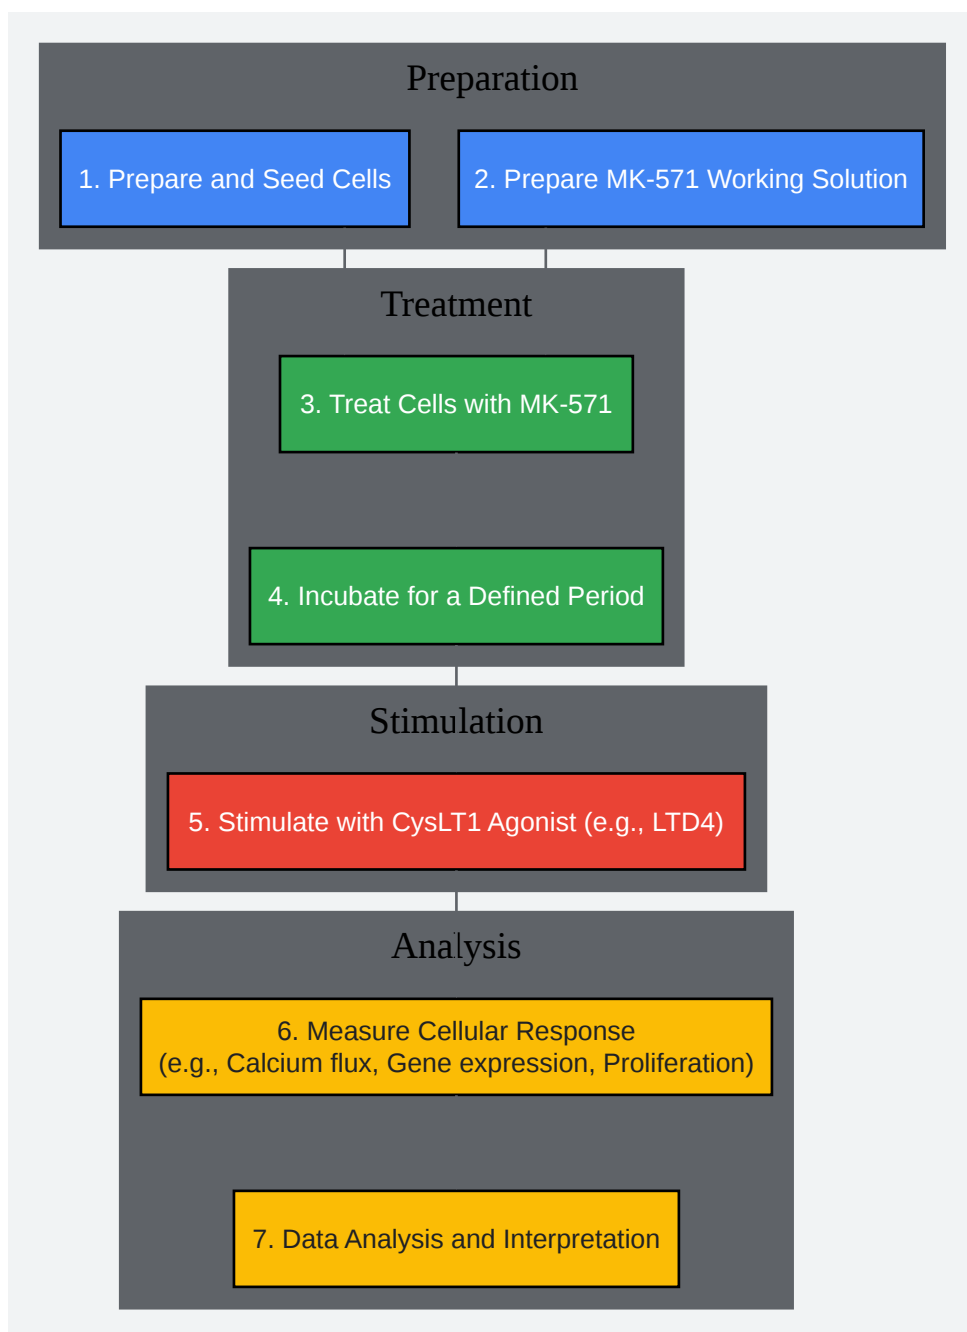 Preparation
1. Prepare and Seed Cells
2. Prepare MK-571 Working Solution
Treatment
3. Treat Cells with MK-571
4. Incubate for a Defined Period
Stimulation
5. Stimulate with CysLT1 Agonist (e.g., LTD4)
Analysis
6. Measure Cellular Response
(e.g., Calcium flux, Gene expression, Proliferation)
7. Data Analysis and Interpretation